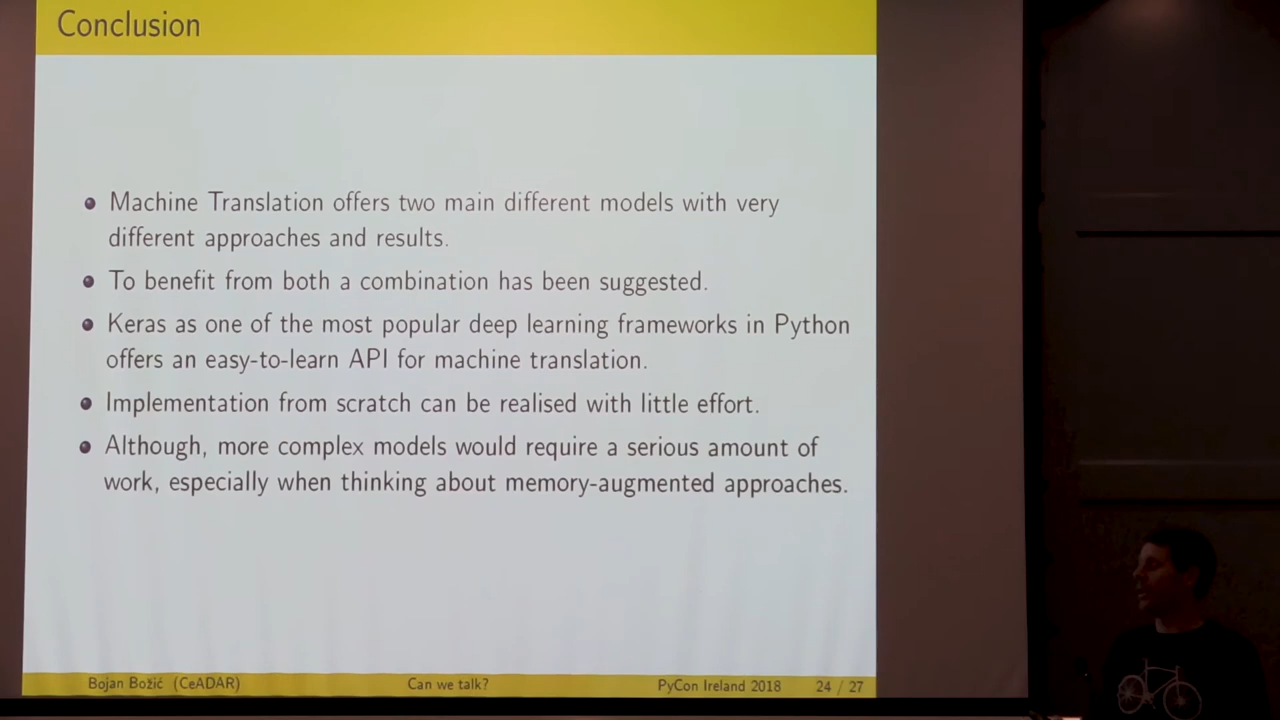 Conclusion
Machine Translation offers two main different models with very
different approaches and results.
To benefit from both a combination has been suggested.
Keras as one of the most popular deep learning frameworks in Python
offers an easy-to-learn API for machine translation.
Implementation from scratch can be realised with little effort.
Although, more complex models would require a serious amount of
work, especially when thinking about memory-augmented approaches.
Bojan Božić (CeADAR) Can we talk? PyCon Ireland 2018 24 / 27